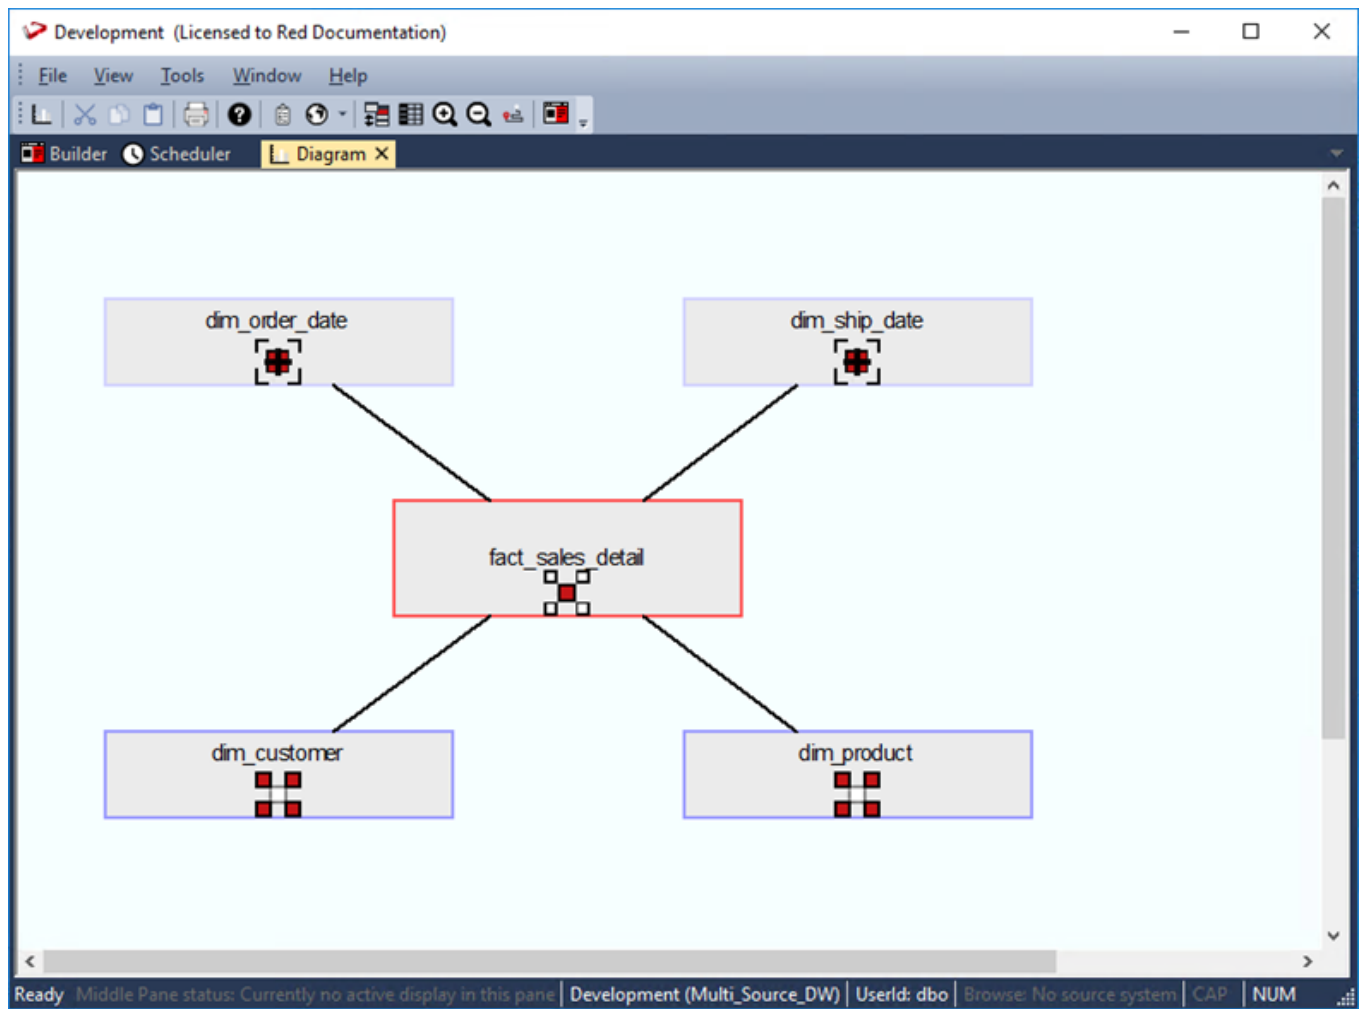 Development (Licensed to Red Documentation)
File View Tools Window Help
Builder Scheduler Diagram
dim_order_date dim_ship_date
fact_sales_detail
dim_customer dim_product
Ready Middle Pane status: Currently no active display in this pane Development (Multi_Source_DW) UserId: dbo Browse: No source system CAP NUM